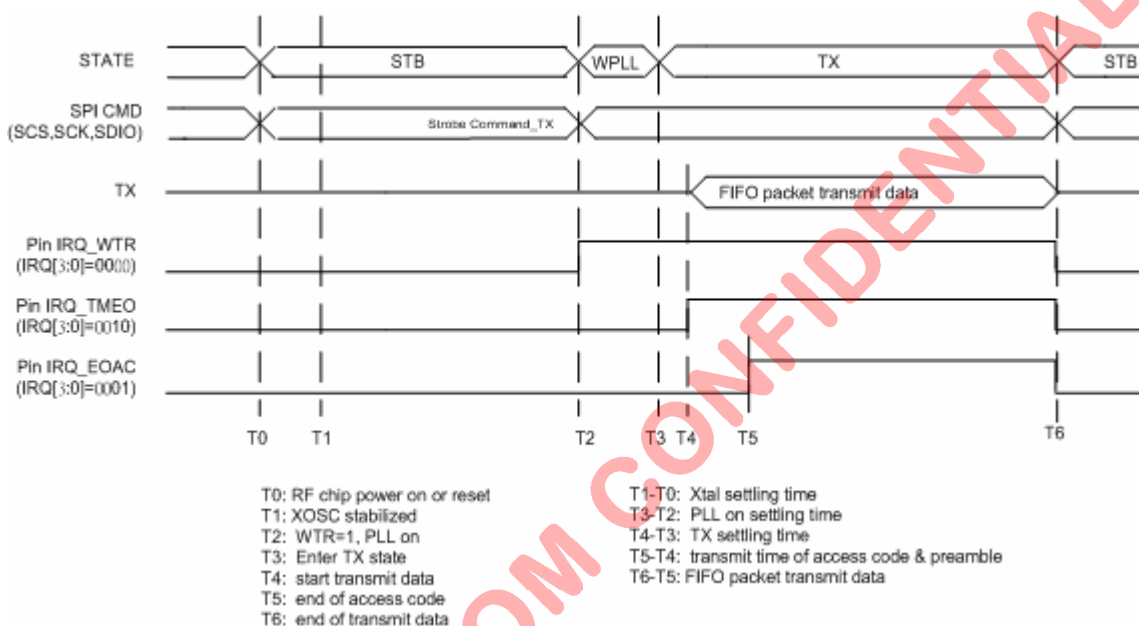 STATE STB WPLL TX STB
SPI CMD
(SCS,SCK,SDIO) Strobe Command_TX
TX FIFO packet transmit data
Pin IRQ_WTR
(IRQ[3:0]=0000)
Pin IRQ_TMEO
(IRQ[3:0]=0010)
Pin IRQ_EOAC
(IRQ[3:0]=0001)
T0 T1 T2 T3 T4 T5 T6
T0: RF chip power on or reset
T1: XOSC stabilized
T2: WTR=1, PLL on
T3: Enter TX state
T4: start transmit data
T5: end of access code
T6: end of transmit data
T1-T0: Xtal settling time
T3-T2: PLL on settling time
T4-T3: TX settling time
T5-T4: transmit time of access code & preamble
T6-T5: FIFO packet transmit data
OM CONFIDENTIAL